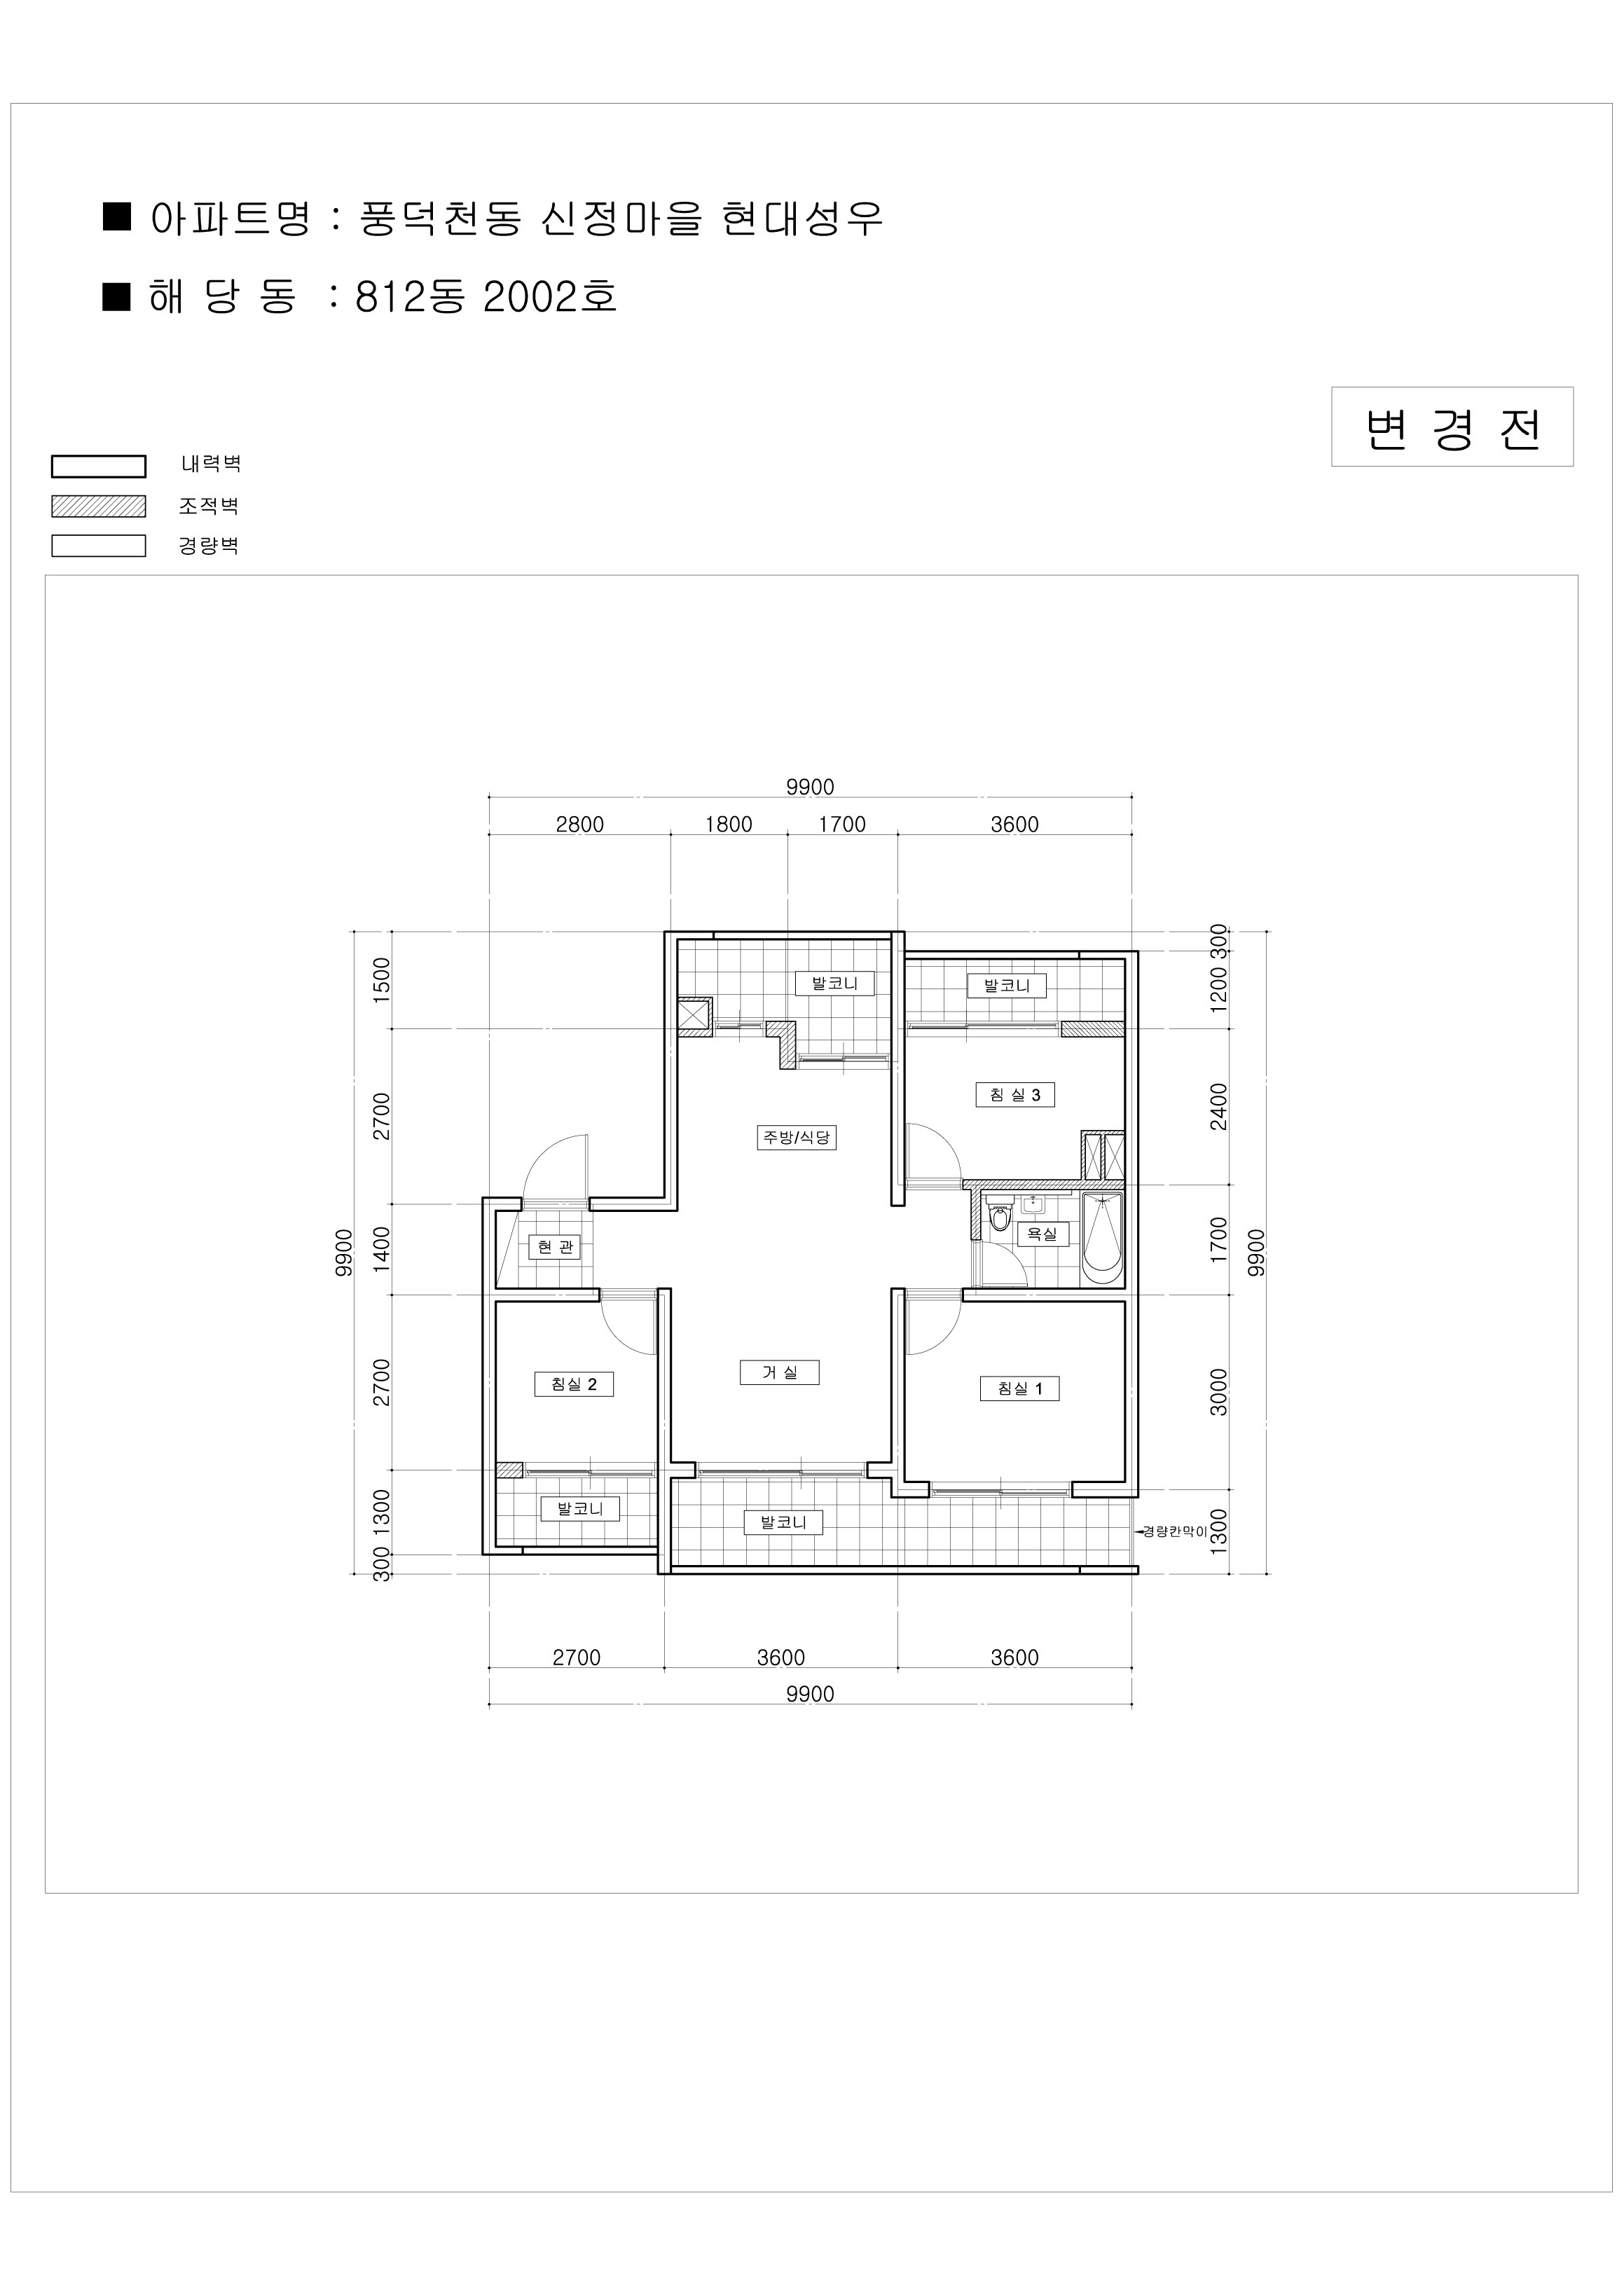 ■ 아파트명 : 풍덕천동 신정마을 현대성우
■ 해 당 동 : 812동 2002호
변 경 전
내력벽
조적벽
경량벽
9900
2800 1800 1700 3600
300
1500
발코니
발코니
1200
2700
침 실 3
2400
주방/식당
9900
1400
현 관
욕실
1700
9900
2700
침실 2
거 실
침실 1
3000
1300
발코니
발코니
경량칸막이
1300
300
2700 3600 3600
9900